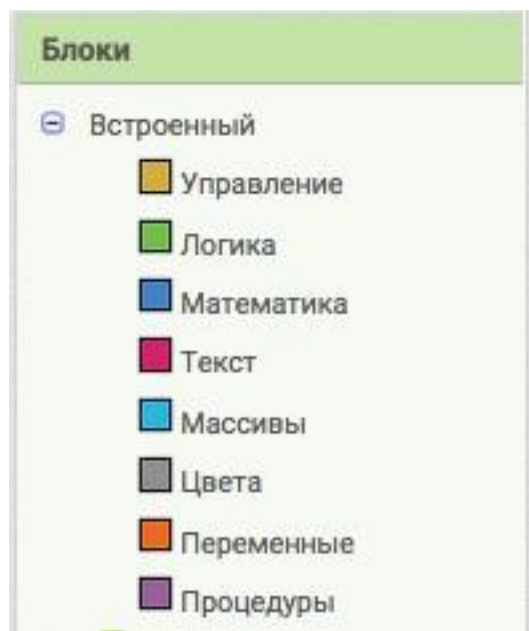 Блоки
Встроенный
Управление
Логика
Математика
Текст
Массивы
Цвета
Переменные
Процедуры